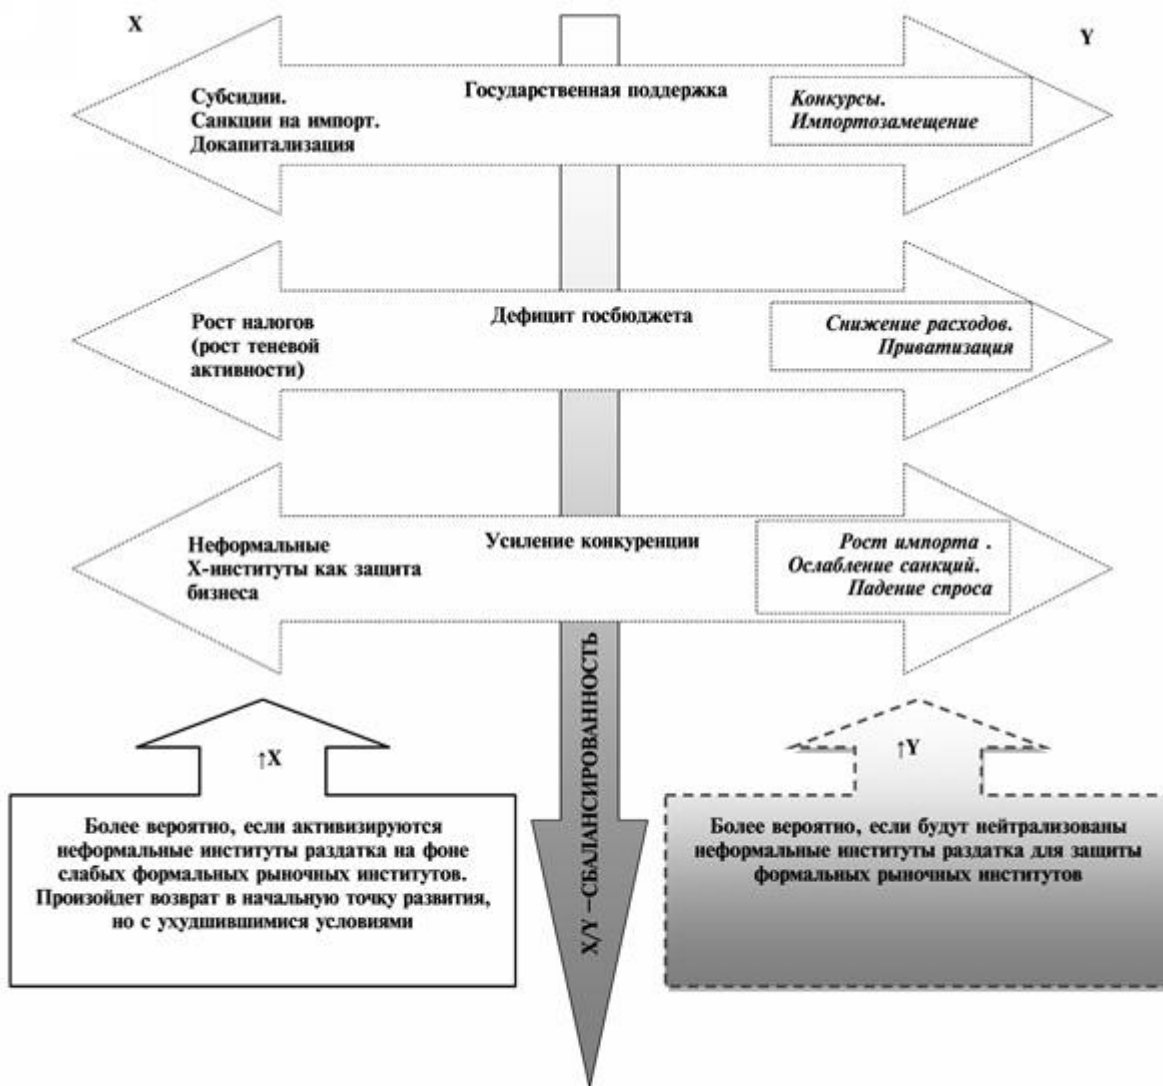 X
Y
Государственная поддержка
Субсидии.
Санкции на импорт.
Докапитализация
Конкурсы.
Импортозамещение
Дефицит госбюджета
Рост налогов
(рост теневой
активности)
Снижение расходов.
Приватизация
Усиление конкуренции
Неформальные
X-институты как защита
бизнеса
Рост импорта .
Ослабление санкций.
Падение спроса
X/Y –СБАЛАНСИРОВАННОСТЬ
↑X
Более вероятно, если активизируются
неформальные институты раздатка на фоне
слабых формальных рыночных институтов.
Произойдет возврат в начальную точку развития,
но с ухудшившимися условиями
↑Y
Более вероятно, если будут нейтрализованы
неформальные институты раздатка для защиты
формальных рыночных институтов